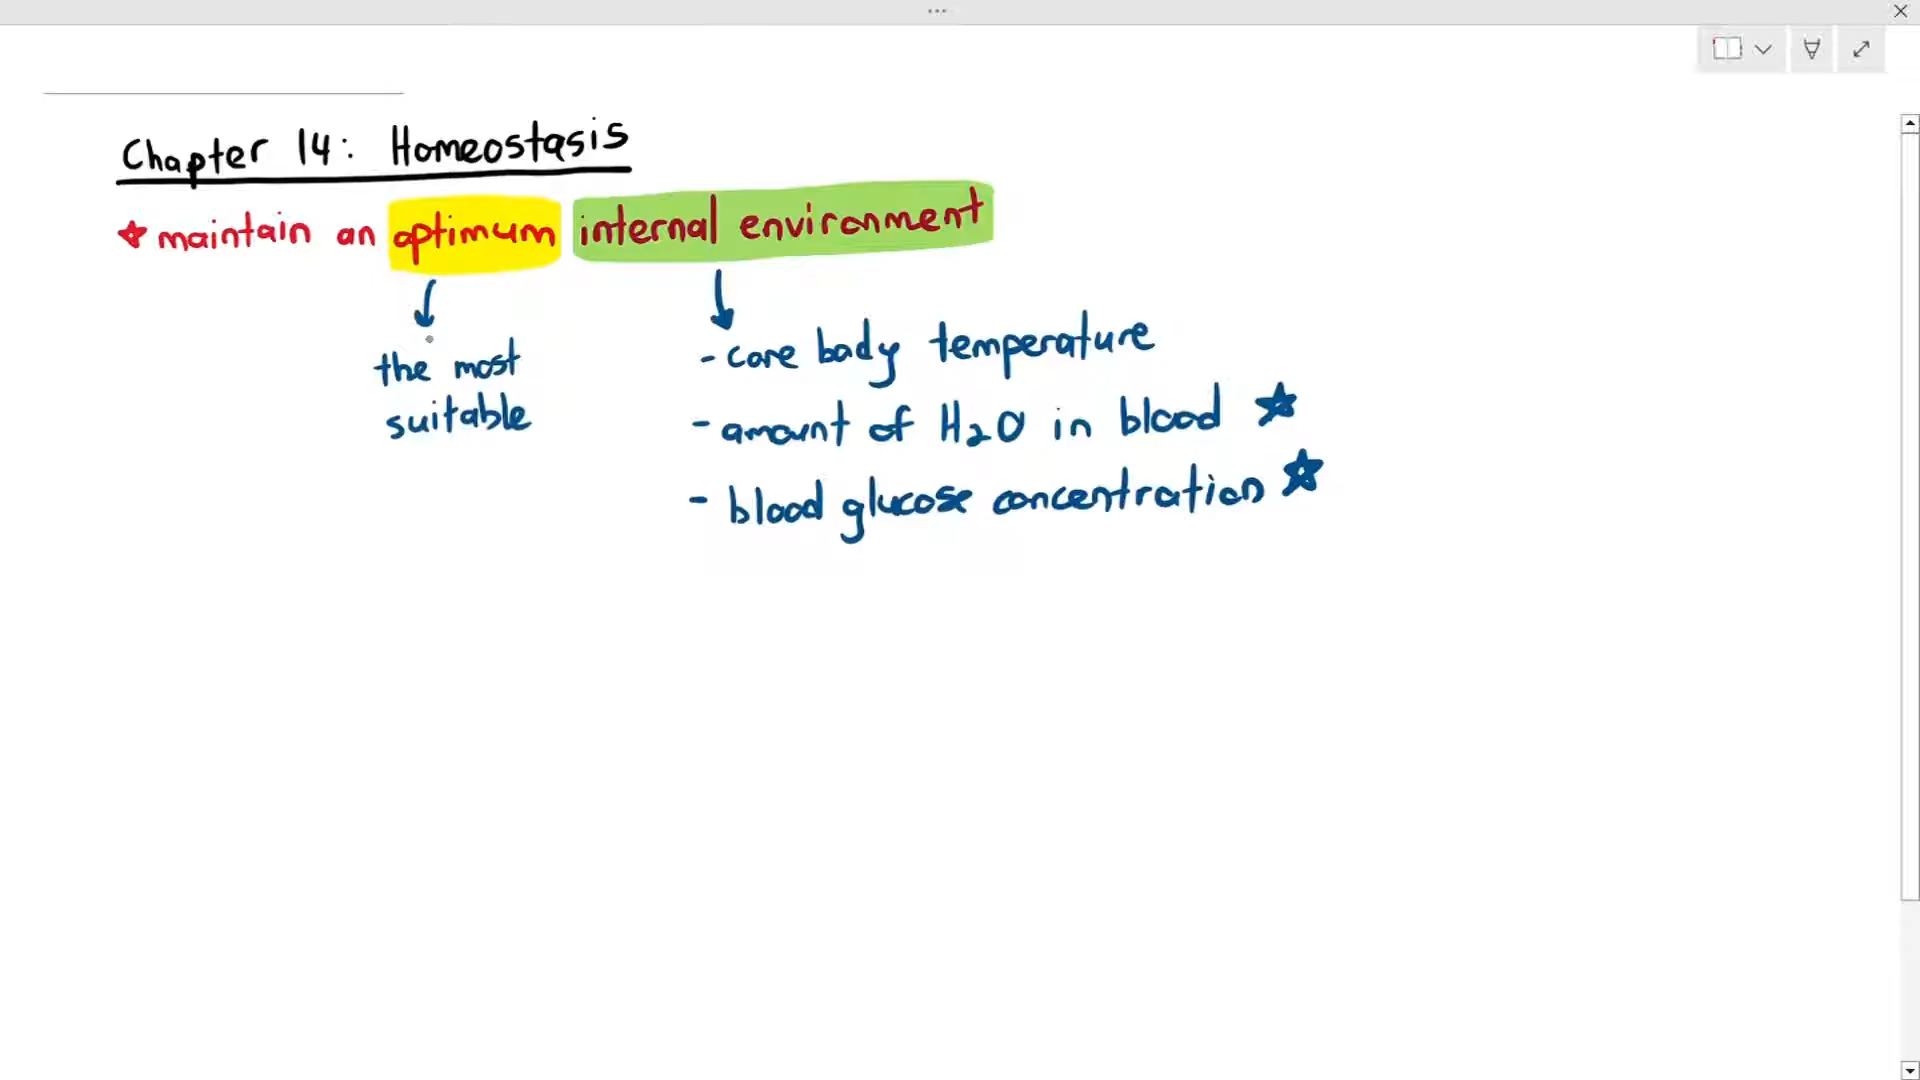 Chapter 14: Homeostasis
maintain an optimum internal environment
the most
suitable
- core body temperature
- amount of H2O in blood
- blood glucose concentration